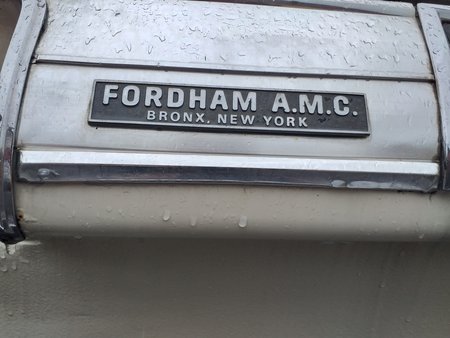 FORDHAM A.M.C.
BRONX, NEW YORK